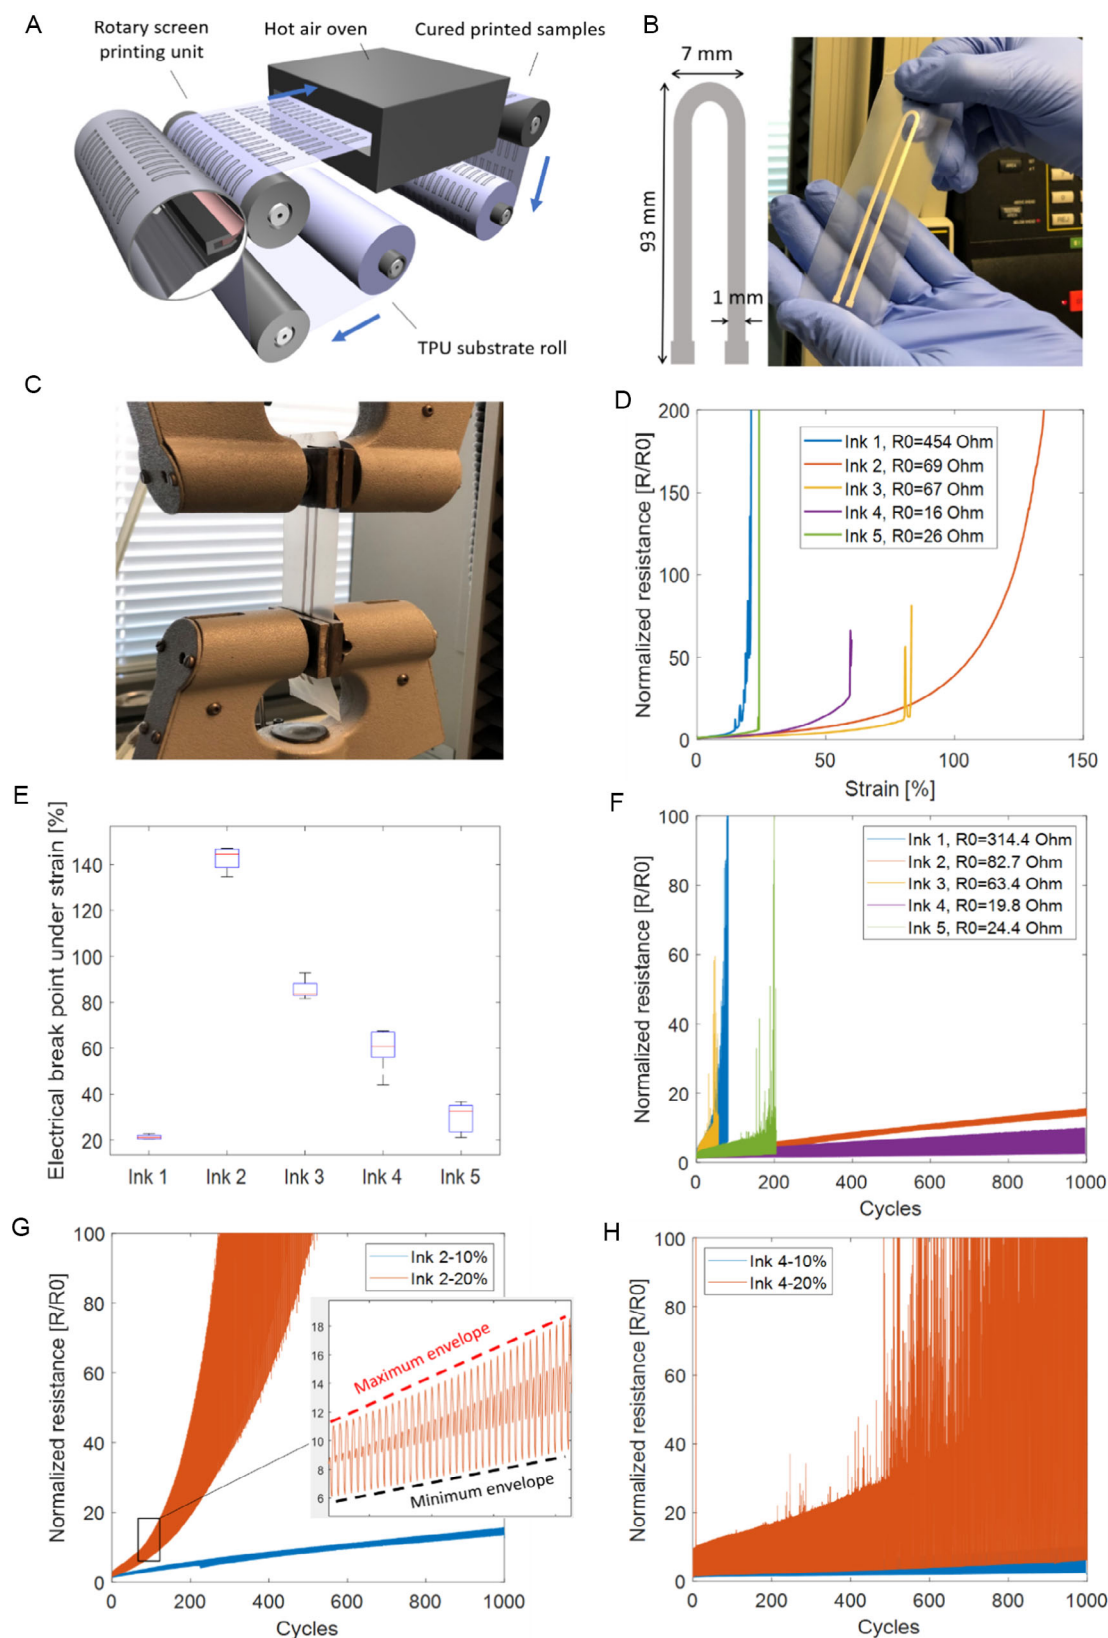 A
Rotary screen
printing unit
Hot air oven
Cured printed samples
TPU substrate roll
B
7 mm
93 mm
1 mm
C
D
Normalized resistance [R/R0]
200
150
100
50
0
Ink 1, R0=454 Ohm
Ink 2, R0=69 Ohm
Ink 3, R0=67 Ohm
Ink 4, R0=16 Ohm
Ink 5, R0=26 Ohm
0 50 100 150
Strain [%]
E
Electrical break point under strain [%]
140
120
100
80
60
40
20
Ink 1 Ink 2 Ink 3 Ink 4 Ink 5
F
Normalized resistance [R/R0]
100
80
60
40
20
0
Ink 1, R0=314.4 Ohm
Ink 2, R0=82.7 Ohm
Ink 3, R0=63.4 Ohm
Ink 4, R0=19.8 Ohm
Ink 5, R0=24.4 Ohm
0 200 400 600 800 1000
Cycles
G
Normalized resistance [R/R0]
100
80
60
40
20
0
Ink 2-10%
Ink 2-20%
18
16
14
12
10
8
6
Maximum envelope
Minimum envelope
0 200 400 600 800 1000
Cycles
H
Normalized resistance [R/R0]
100
80
60
40
20
0
Ink 4-10%
Ink 4-20%
0 200 400 600 800 1000
Cycles